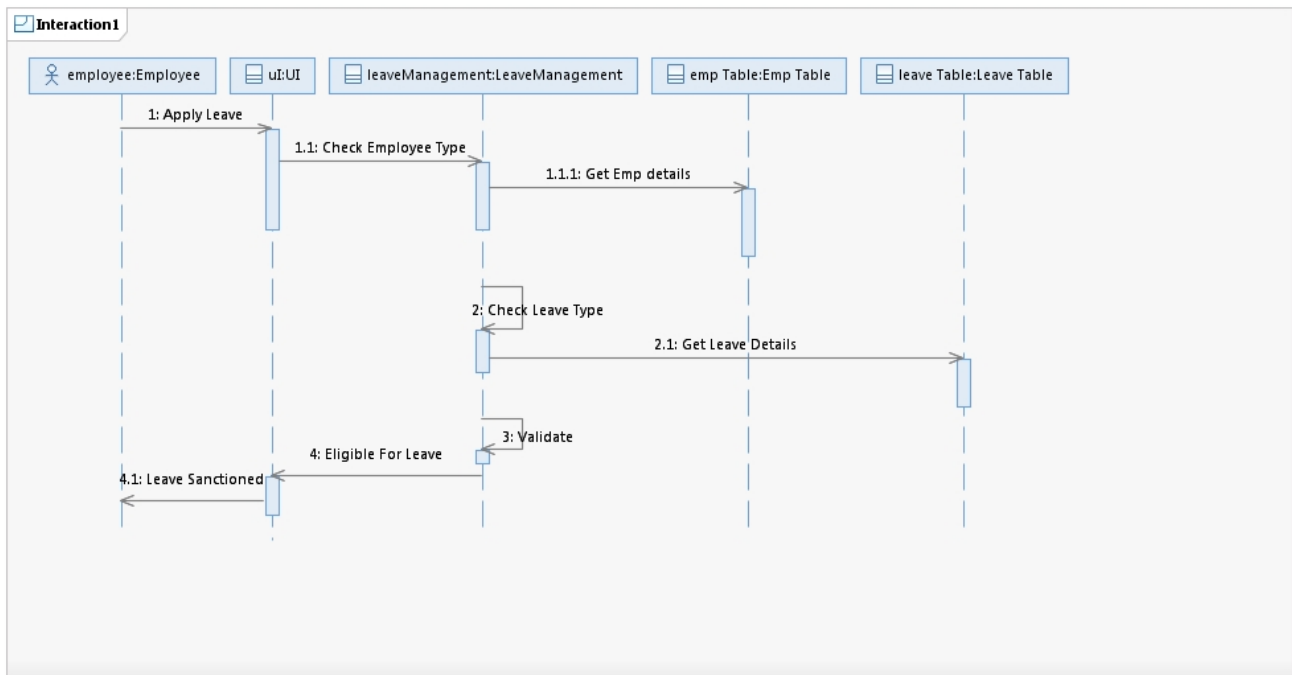 Interaction1
employee:Employee
uI:UI
leaveManagement:LeaveManagement
emp Table:Emp Table
leave Table:Leave Table
1: Apply Leave
1.1: Check Employee Type
1.1.1: Get Emp details
2: Check Leave Type
2.1: Get Leave Details
3: Validate
4: Eligible For Leave
4.1: Leave Sanctioned